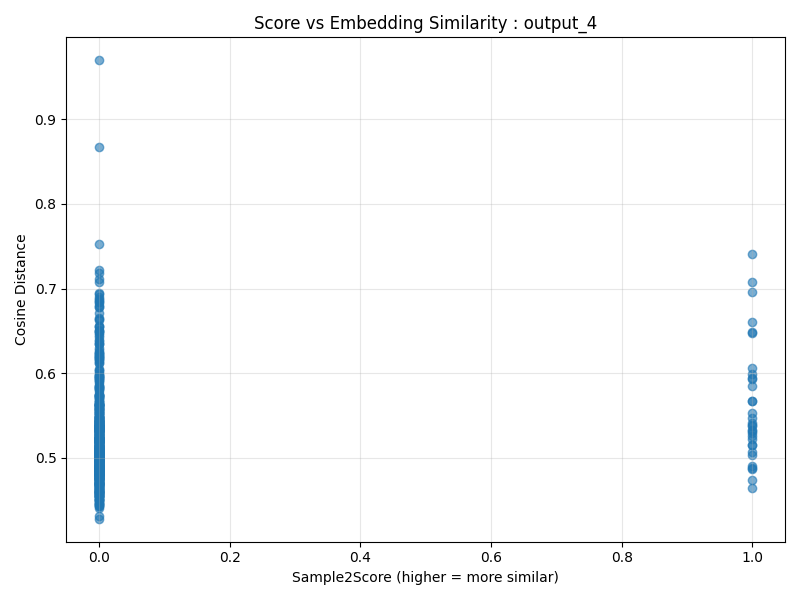 Score vs Embedding Similarity : output_4
Cosine Distance
0.9
0.8
0.7
0.6
0.5
0.0 0.2 0.4 0.6 0.8 1.0
Sample2Score (higher = more similar)